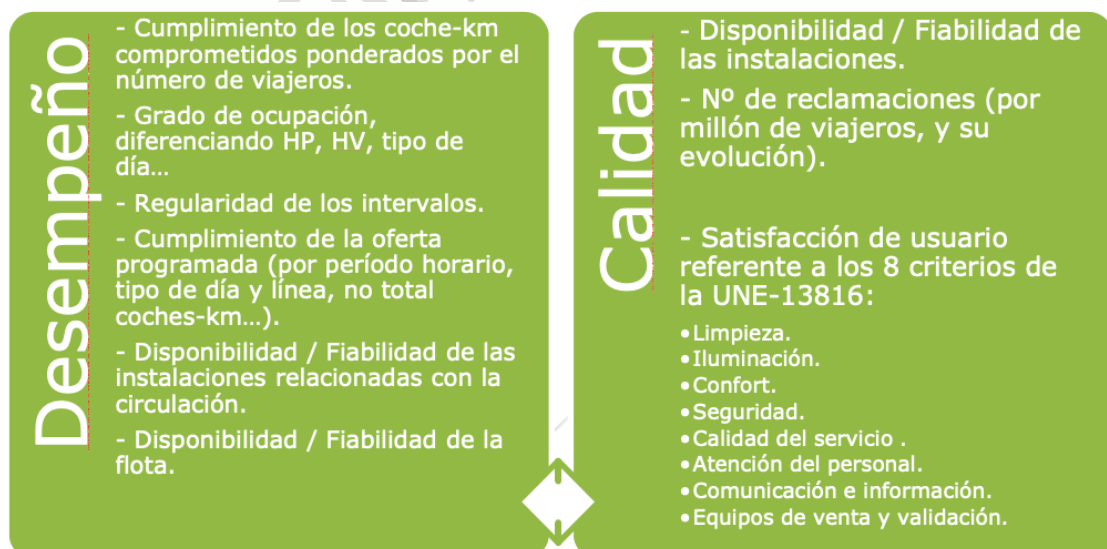 Desempeño
- Cumplimiento de los coche-km
comprometidos ponderados por el
número de viajeros.
- Grado de ocupación,
diferenciando HP, HV, tipo de
día…
- Regularidad de los intervalos.
- Cumplimiento de la oferta
programada (por período horario,
tipo de día y línea, no total
coches-km…).
- Disponibilidad / Fiabilidad de las
instalaciones relacionadas con la
circulación.
- Disponibilidad / Fiabilidad de la
flota.
Calidad
- Disponibilidad / Fiabilidad de
las instalaciones.
- Nº de reclamaciones (por
millón de viajeros, y su
evolución).
- Satisfacción de usuario
referente a los 8 criterios de
la UNE-13816:
•Limpieza.
•Iluminación.
•Confort.
•Seguridad.
•Calidad del servicio .
•Atención del personal.
•Comunicación e información.
•Equipos de venta y validación.